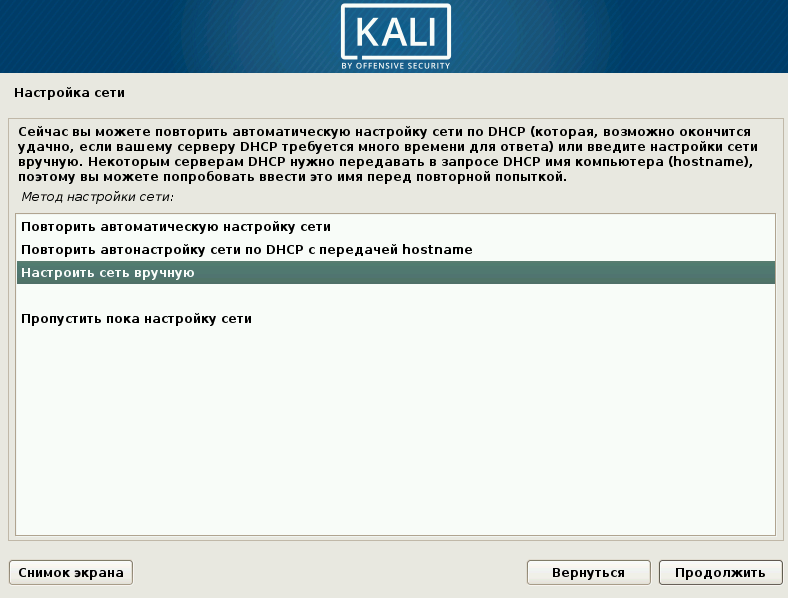 KALI
BY OFFENSIVE SECURITY
Настройка сети
Сейчас вы можете повторить автоматическую настройку сети по DHCP (которая, возможно окончится
удачно, если вашему серверу DHCP требуется много времени для ответа) или введите настройки сети
вручную. Некоторым серверам DHCP нужно передавать в запросе DHCP имя компьютера (hostname),
поэтому вы можете попробовать ввести это имя перед повторной попыткой.
Метод настройки сети:
Повторить автоматическую настройку сети
Повторить автонастройку сети по DHCP с передачей hostname
Настроить сеть вручную
Пропустить пока настройку сети
Снимок экрана
Вернуться
Продолжить